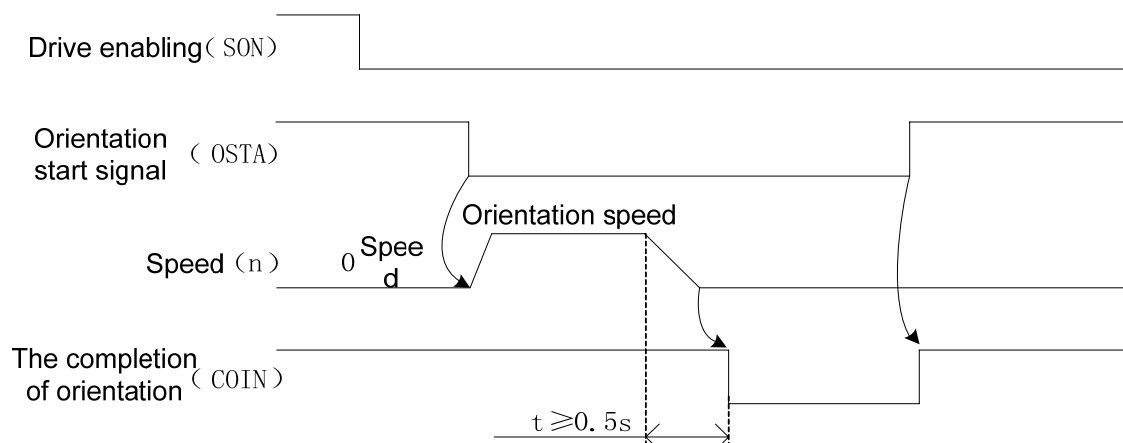 Drive enabling（SON）
Orientation
start signal
（OSTA）
Orientation speed
Speed（n）
0
Spee
d
The completion
of orientation
（COIN）
t≥0.5s